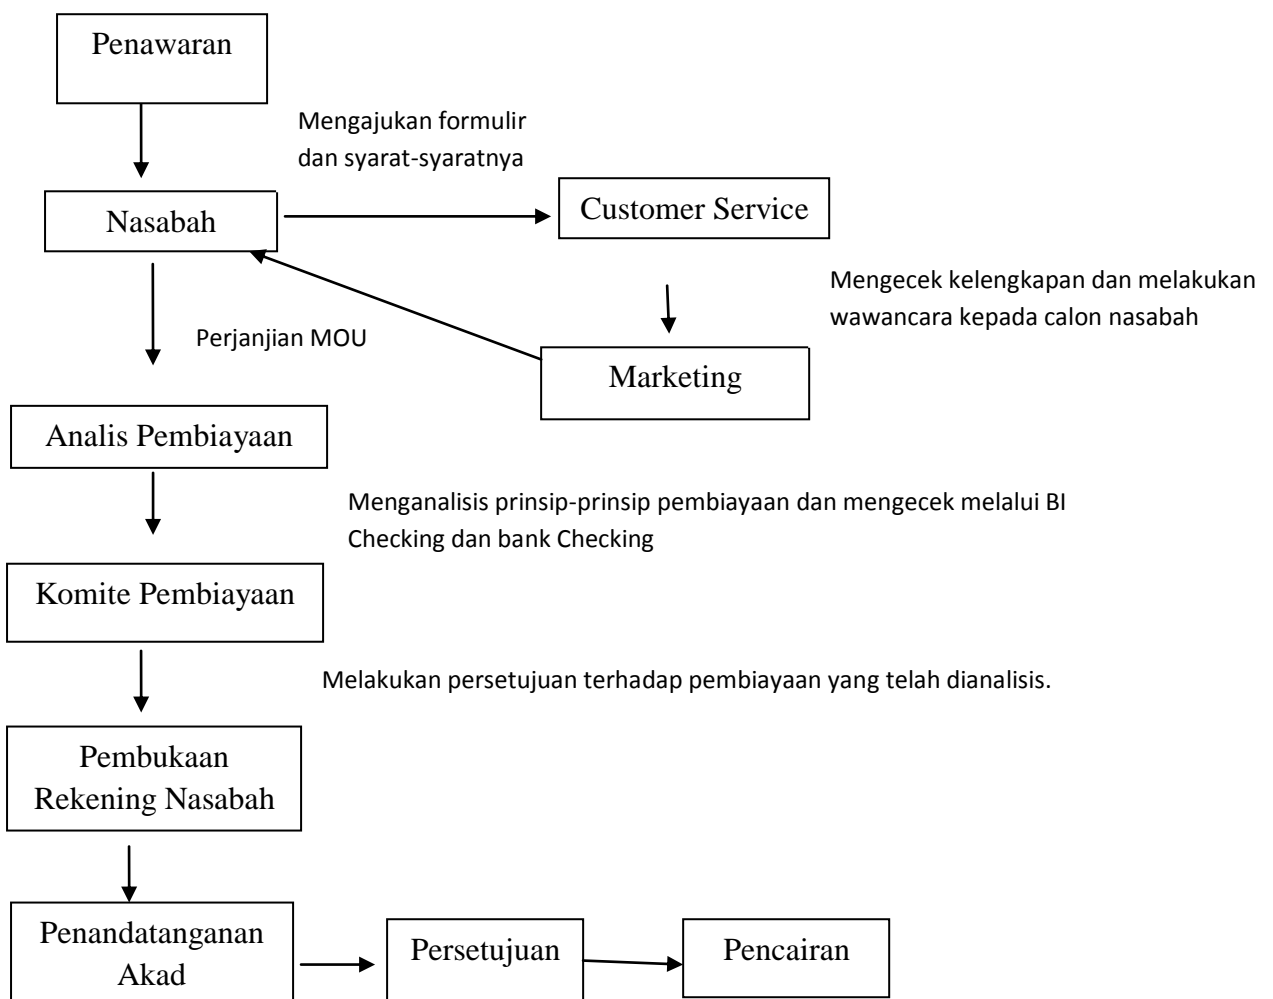 Penawaran
Mengajukan formulir
dan syarat-syaratnya
Nasabah
Customer Service
Mengecek kelengkapan dan melakukan
wawancara kepada calon nasabah
Perjanjian MOU
Marketing
Analis Pembiayaan
Menganalisis prinsip-prinsip pembiayaan dan mengecek melalui BI
Checking dan bank Checking
Komite Pembiayaan
Melakukan persetujuan terhadap pembiayaan yang telah dianalisis.
Pembukaan
Rekening Nasabah
Penandatanganan
Akad
Persetujuan
Pencairan